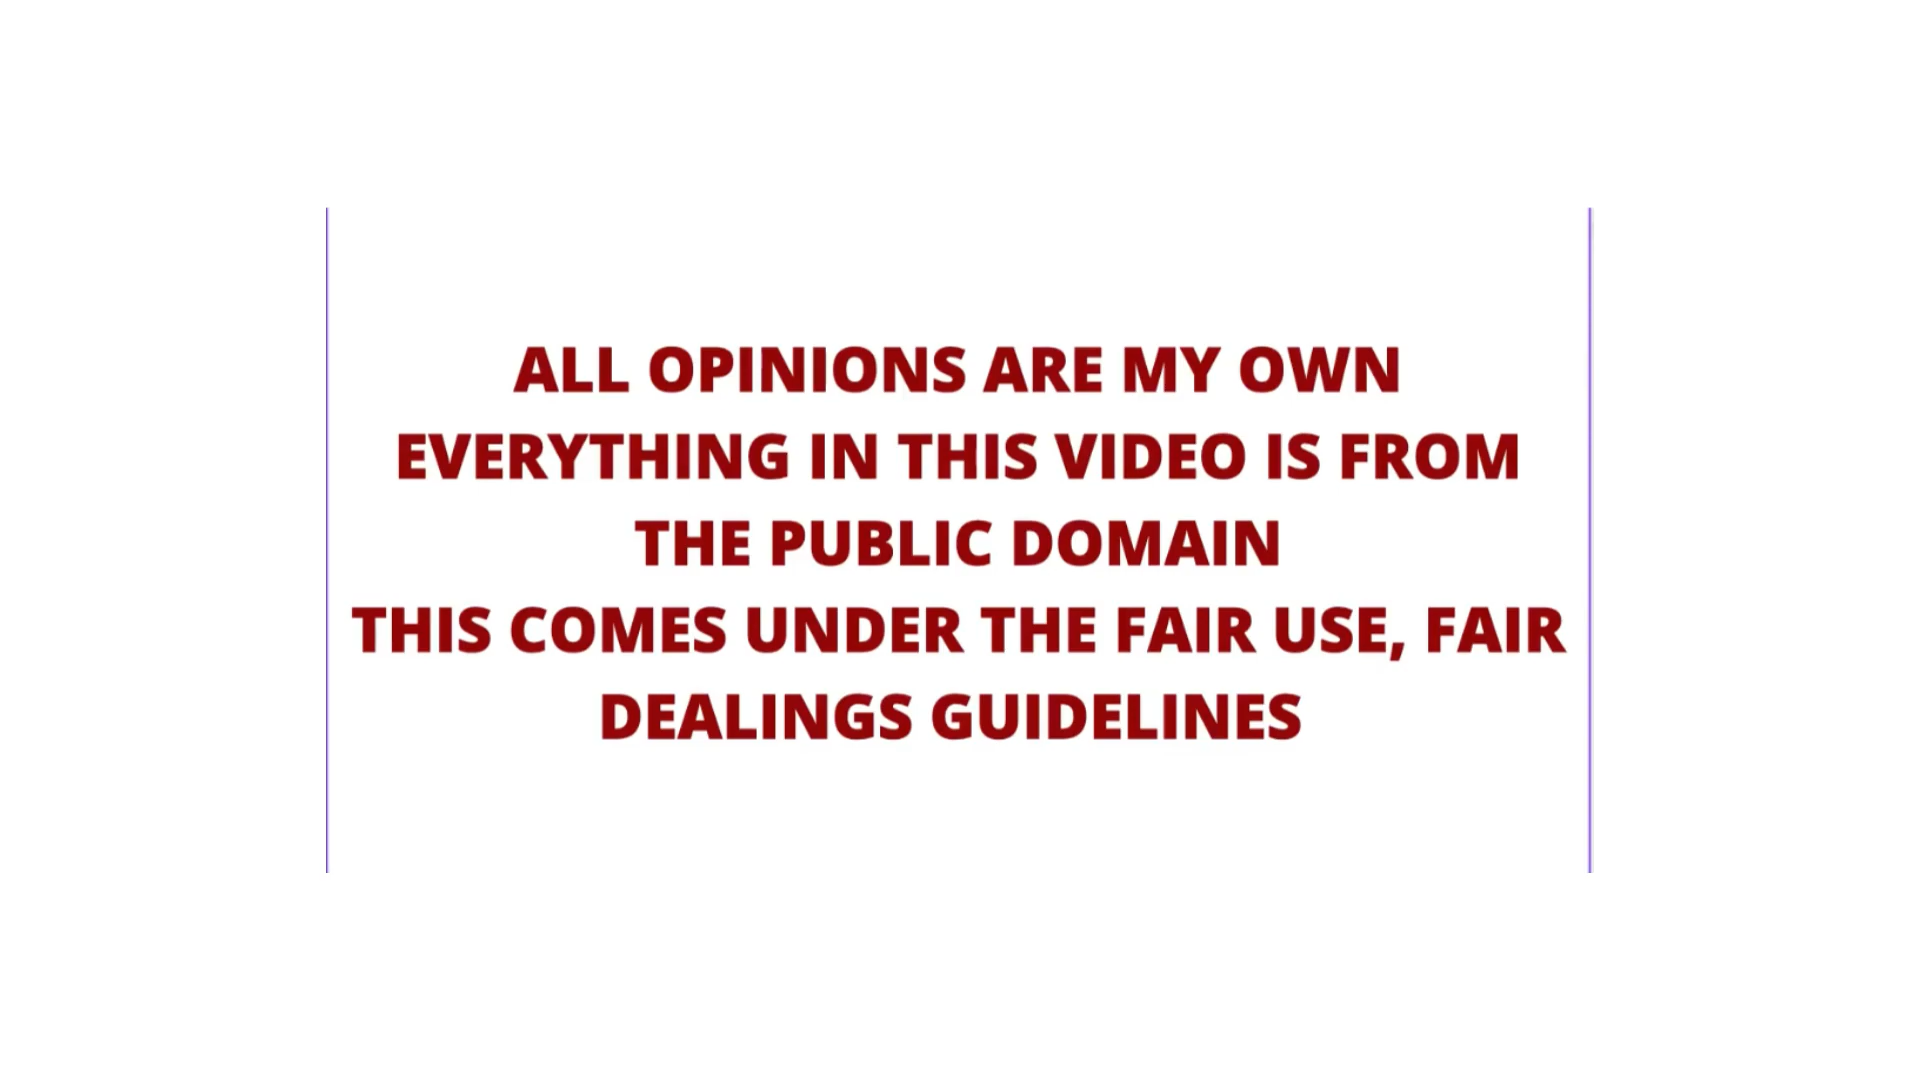 ALL OPINIONS ARE MY OWN
EVERYTHING IN THIS VIDEO IS FROM
THE PUBLIC DOMAIN
THIS COMES UNDER THE FAIR USE, FAIR
DEALINGS GUIDELINES